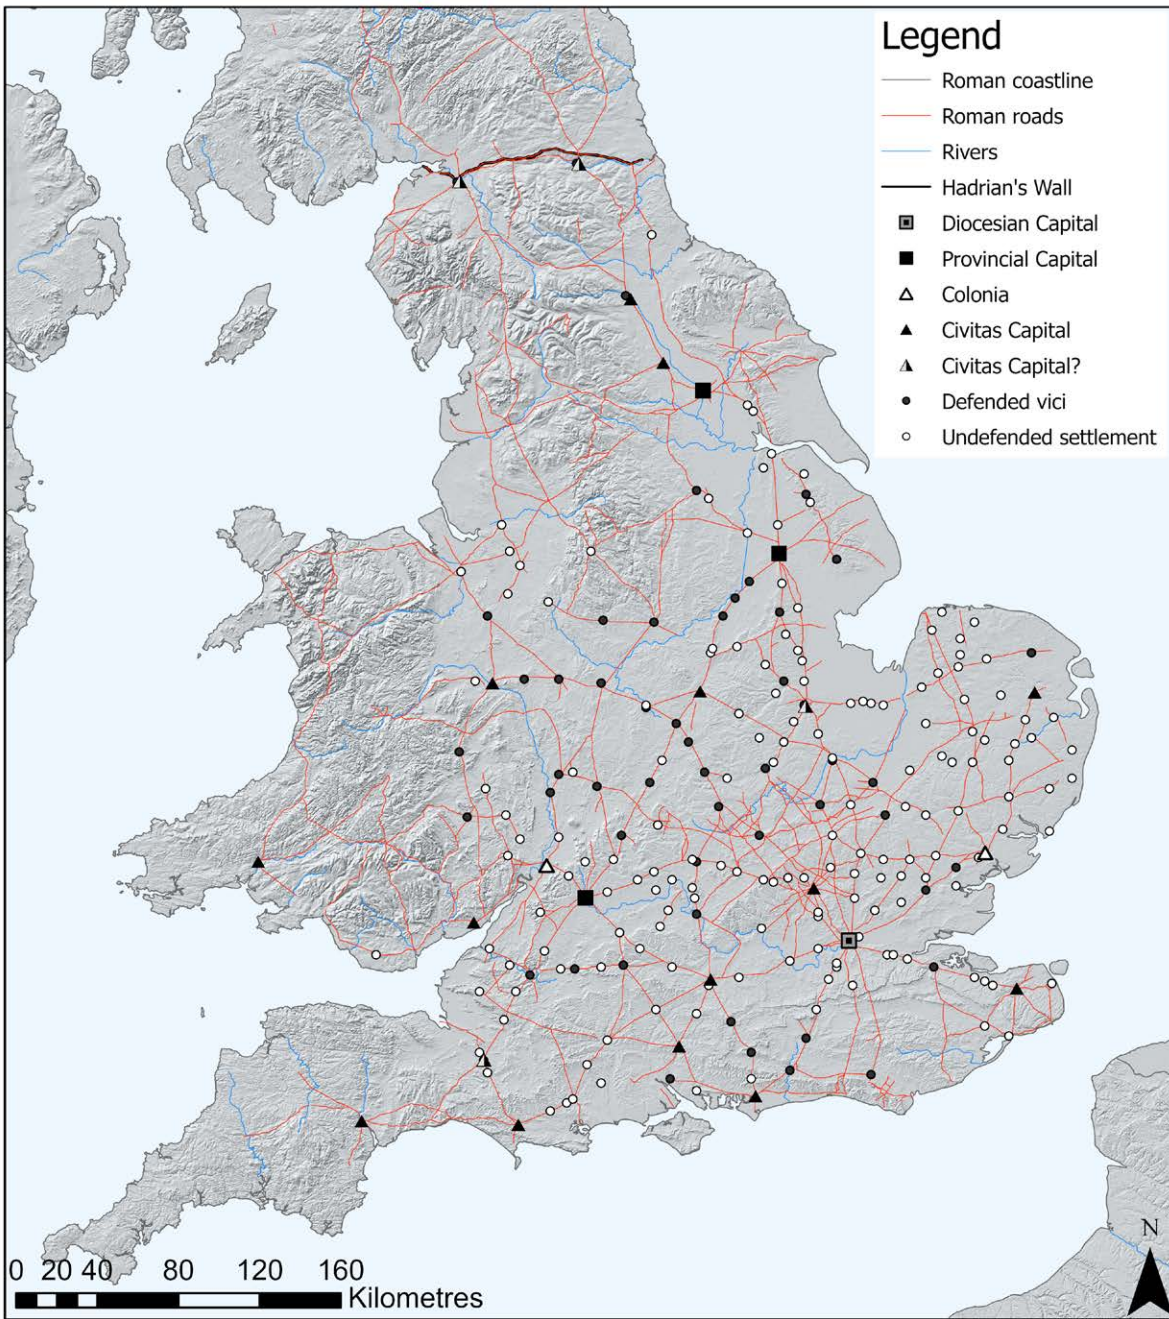 Legend
Roman coastline
Roman roads
Rivers
Hadrian's Wall
Diocesian Capital
Provincial Capital
Colonia
Civitas Capital
Civitas Capital?
Defended vici
Undefended settlement
N
0 20 40 80 120 160
Kilometres